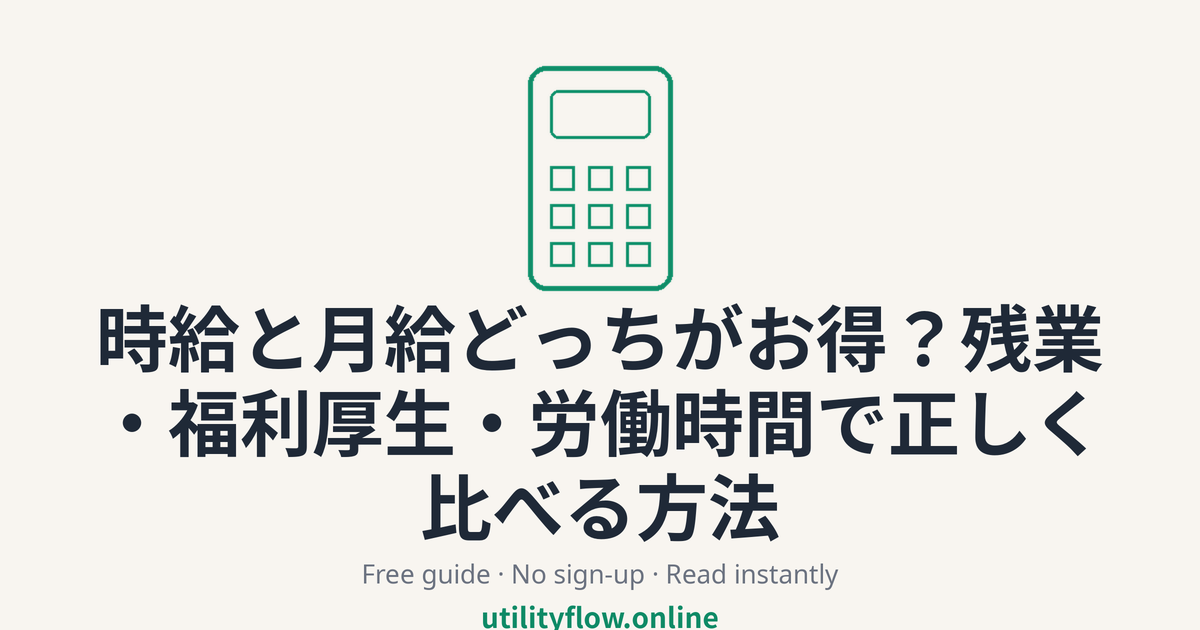 時給と月給どっちがお得？残業
・福利厚生・労働時間で正しく
比べる方法
Free guide · No sign-up · Read instantly
utilityflow.online